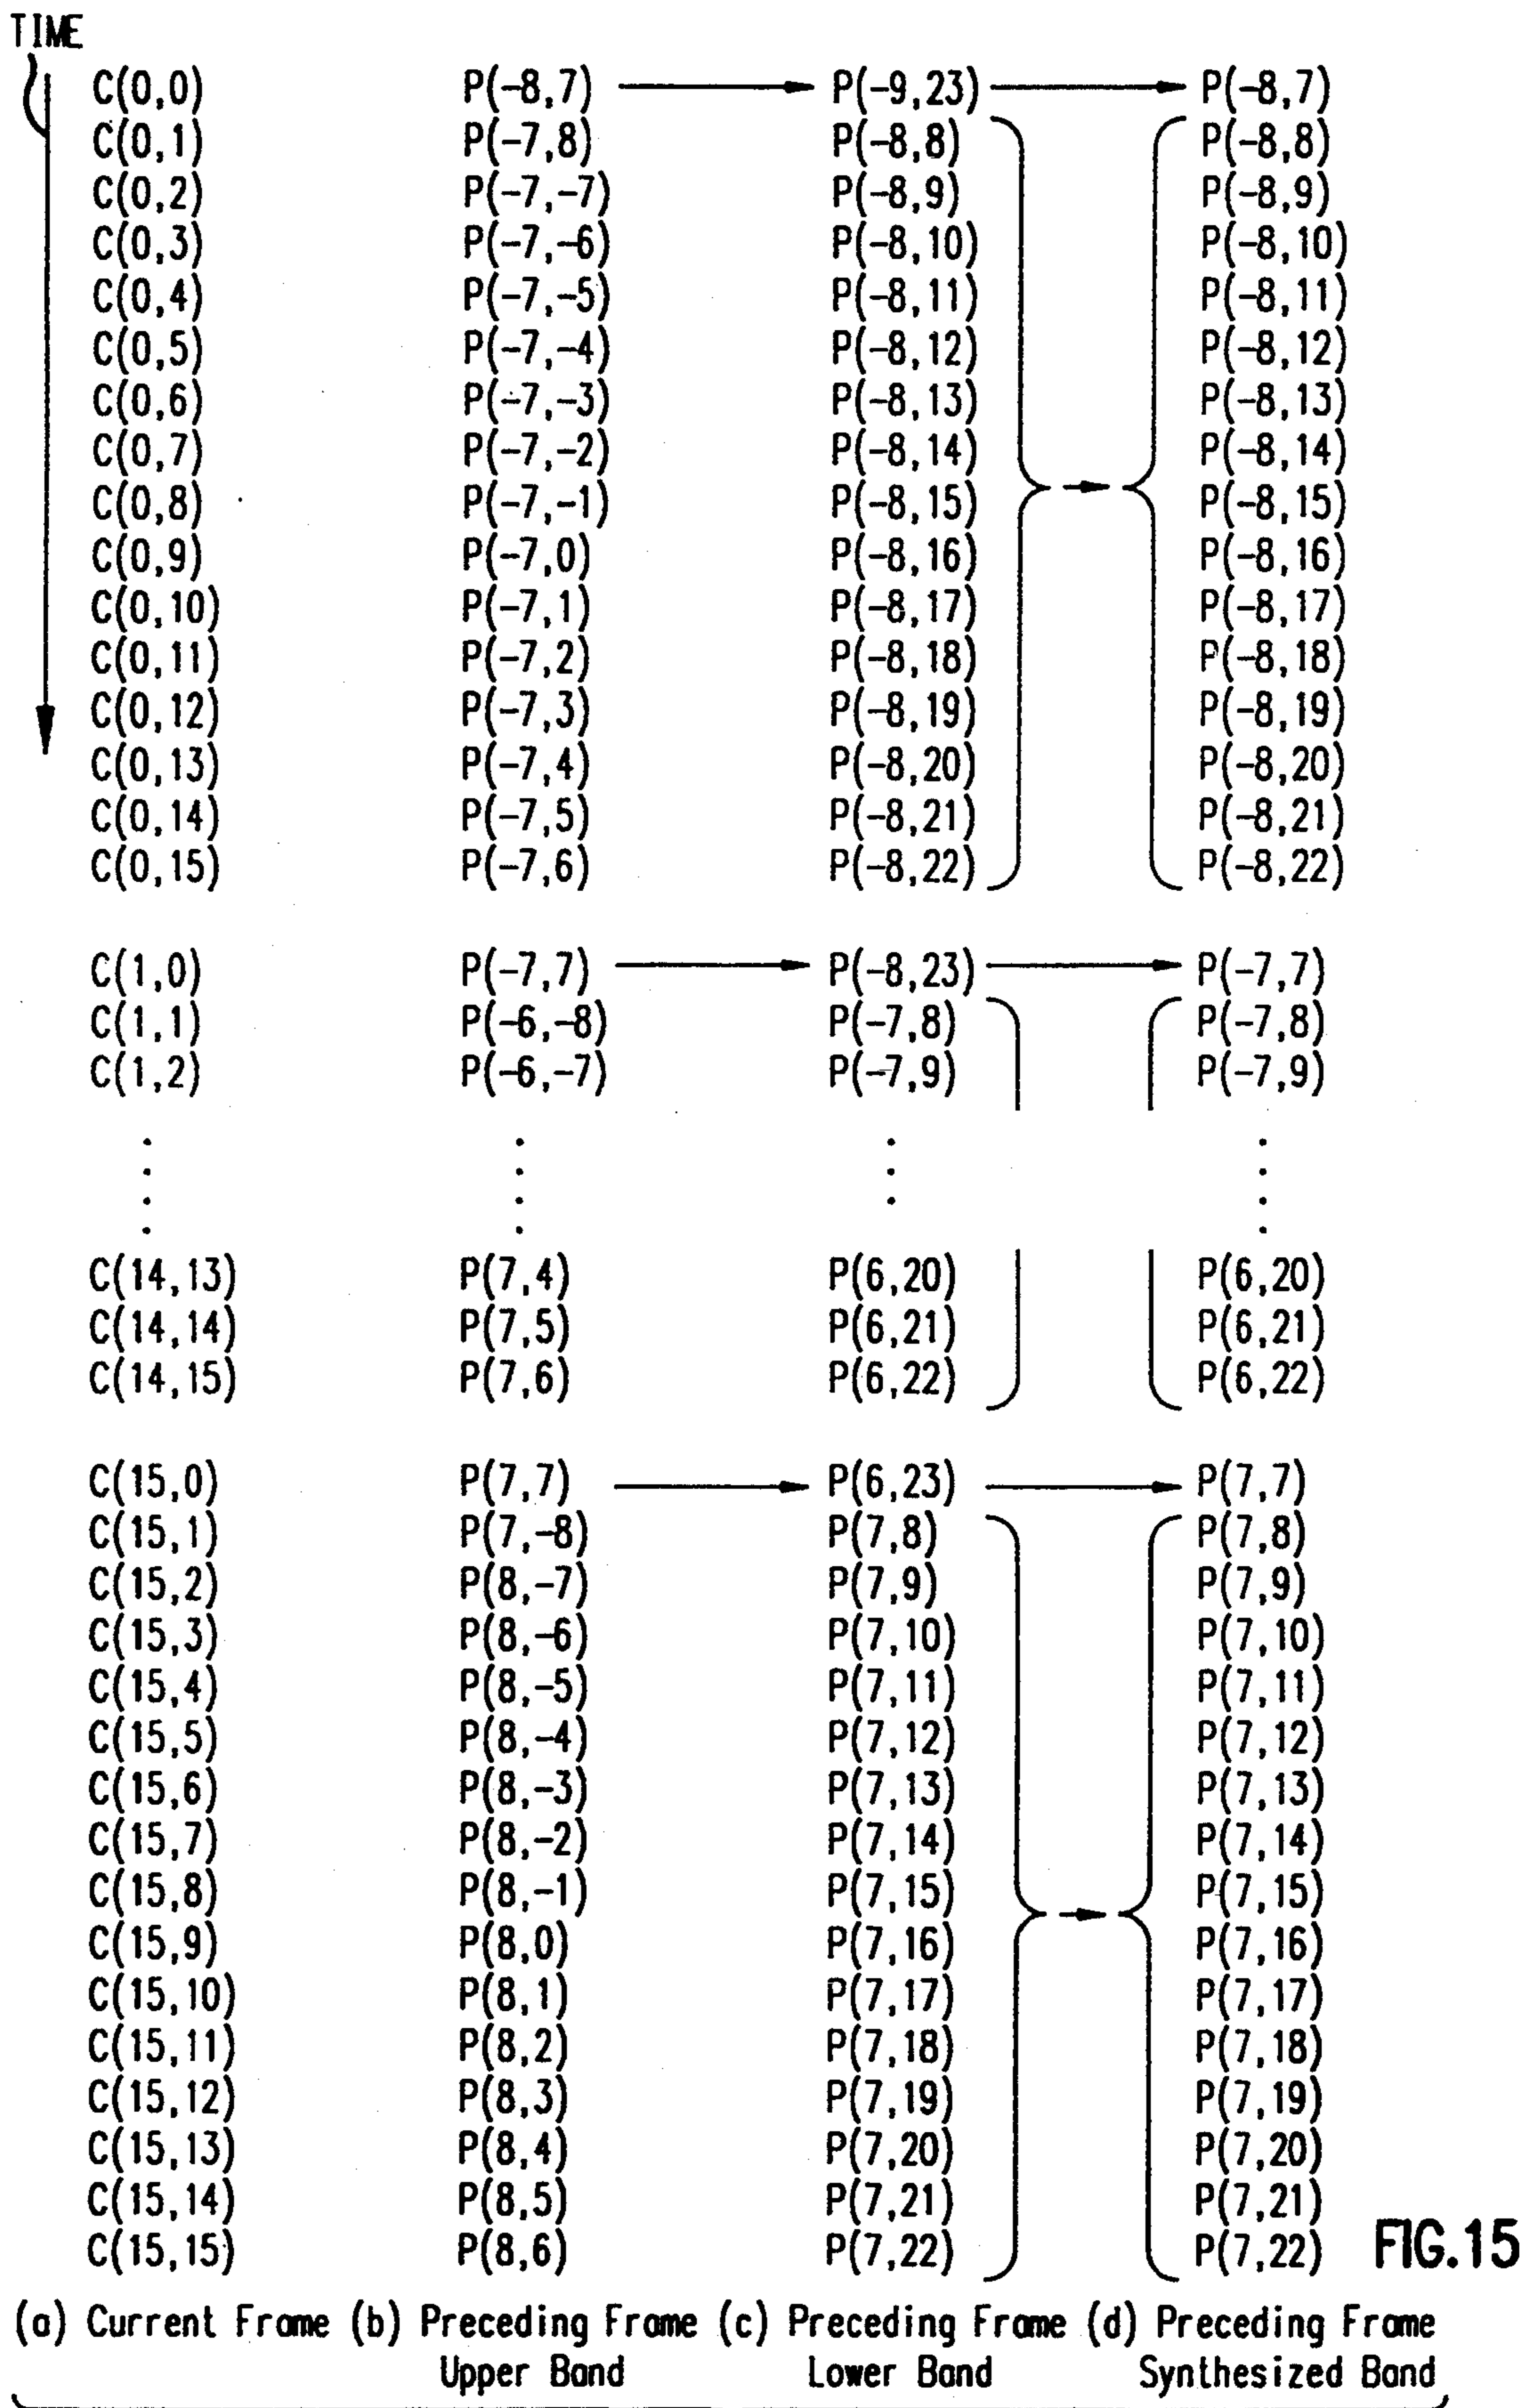 TIME
C(0,0) P(-8,7) P(-9,23) P(-8,7)
C(0,1) P(-7,8) P(-8,8) P(-8,8)
C(0,2) P(-7,-7) P(-8,9) P(-8,9)
C(0,3) P(-7,-6) P(-8,10) P(-8,10)
C(0,4) P(-7,-5) P(-8,11) P(-8,11)
C(0,5) P(-7,-4) P(-8,12) P(-8,12)
C(0,6) P(-7,-3) P(-8,13) P(-8,13)
C(0,7) P(-7,-2) P(-8,14) P(-8,14)
C(0,8) P(-7,-1) P(-8,15) P(-8,15)
C(0,9) P(-7,0) P(-8,16) P(-8,16)
C(0,10) P(-7,1) P(-8,17) P(-8,17)
C(0,11) P(-7,2) P(-8,18) P(-8,18)
C(0,12) P(-7,3) P(-8,19) P(-8,19)
C(0,13) P(-7,4) P(-8,20) P(-8,20)
C(0,14) P(-7,5) P(-8,21) P(-8,21)
C(0,15) P(-7,6) P(-8,22) P(-8,22)
C(1,0) P(-7,7) P(-8,23) P(-7,7)
C(1,1) P(-6,-8) P(-7,8) P(-7,8)
C(1,2) P(-6,-7) P(-7,9) P(-7,9)
C(14,13) P(7,4) P(6,20) P(6,20)
C(14,14) P(7,5) P(6,21) P(6,21)
C(14,15) P(7,6) P(6,22) P(6,22)
C(15,0) P(7,7) P(6,23) P(7,7)
C(15,1) P(7,-8) P(7,8) P(7,8)
C(15,2) P(8,-7) P(7,9) P(7,9)
C(15,3) P(8,-6) P(7,10) P(7,10)
C(15,4) P(8,-5) P(7,11) P(7,11)
C(15,5) P(8,-4) P(7,12) P(7,12)
C(15,6) P(8,-3) P(7,13) P(7,13)
C(15,7) P(8,-2) P(7,14) P(7,14)
C(15,8) P(8,-1) P(7,15) P(7,15)
C(15,9) P(8,0) P(7,16) P(7,16)
C(15,10) P(8,1) P(7,17) P(7,17)
C(15,11) P(8,2) P(7,18) P(7,18)
C(15,12) P(8,3) P(7,19) P(7,19)
C(15,13) P(8,4) P(7,20) P(7,20)
C(15,14) P(8,5) P(7,21) P(7,21)
C(15,15) P(8,6) P(7,22) P(7,22)
FIG.15
(a) Current Frame (b) Preceding Frame (c) Preceding Frame (d) Preceding Frame
Upper Band Lower Band Synthesized Band